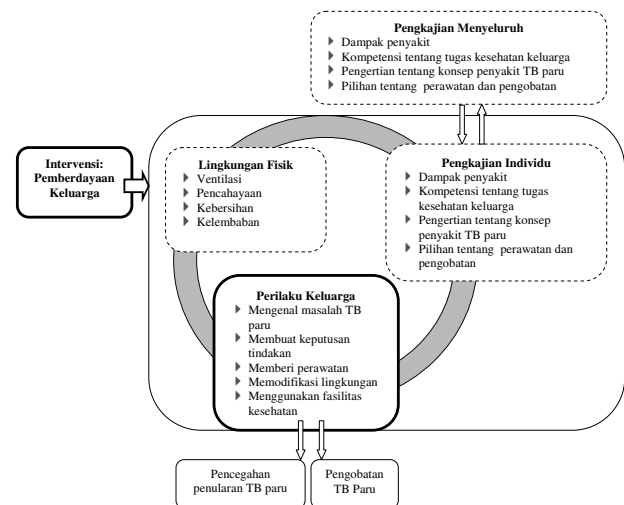 Pengkajian Menyeluruh
Dampak penyakit
Kompetensi tentang tugas kesehatan keluarga
Pengertian tentang konsep penyakit TB paru
Pilihan tentang perawatan dan pengobatan
Intervensi:
Pemberdayaan
Keluarga
Lingkungan Fisik
Ventilasi
Pencahayaan
Kebersihan
Kelembaban
Pengkajian Individu
Dampak penyakit
Kompetensi tentang tugas
kesehatan keluarga
Pengertian tentang konsep
penyakit TB paru
Pilihan tentang perawatan dan
pengobatan
Perilaku Keluarga
Mengenal masalah TB
paru
Membuat keputusan
tindakan
Memberi perawatan
Memodifikasi lingkungan
Menggunakan fasilitas
kesehatan
Pencegahan
penularan TB paru
Pengobatan
TB Paru